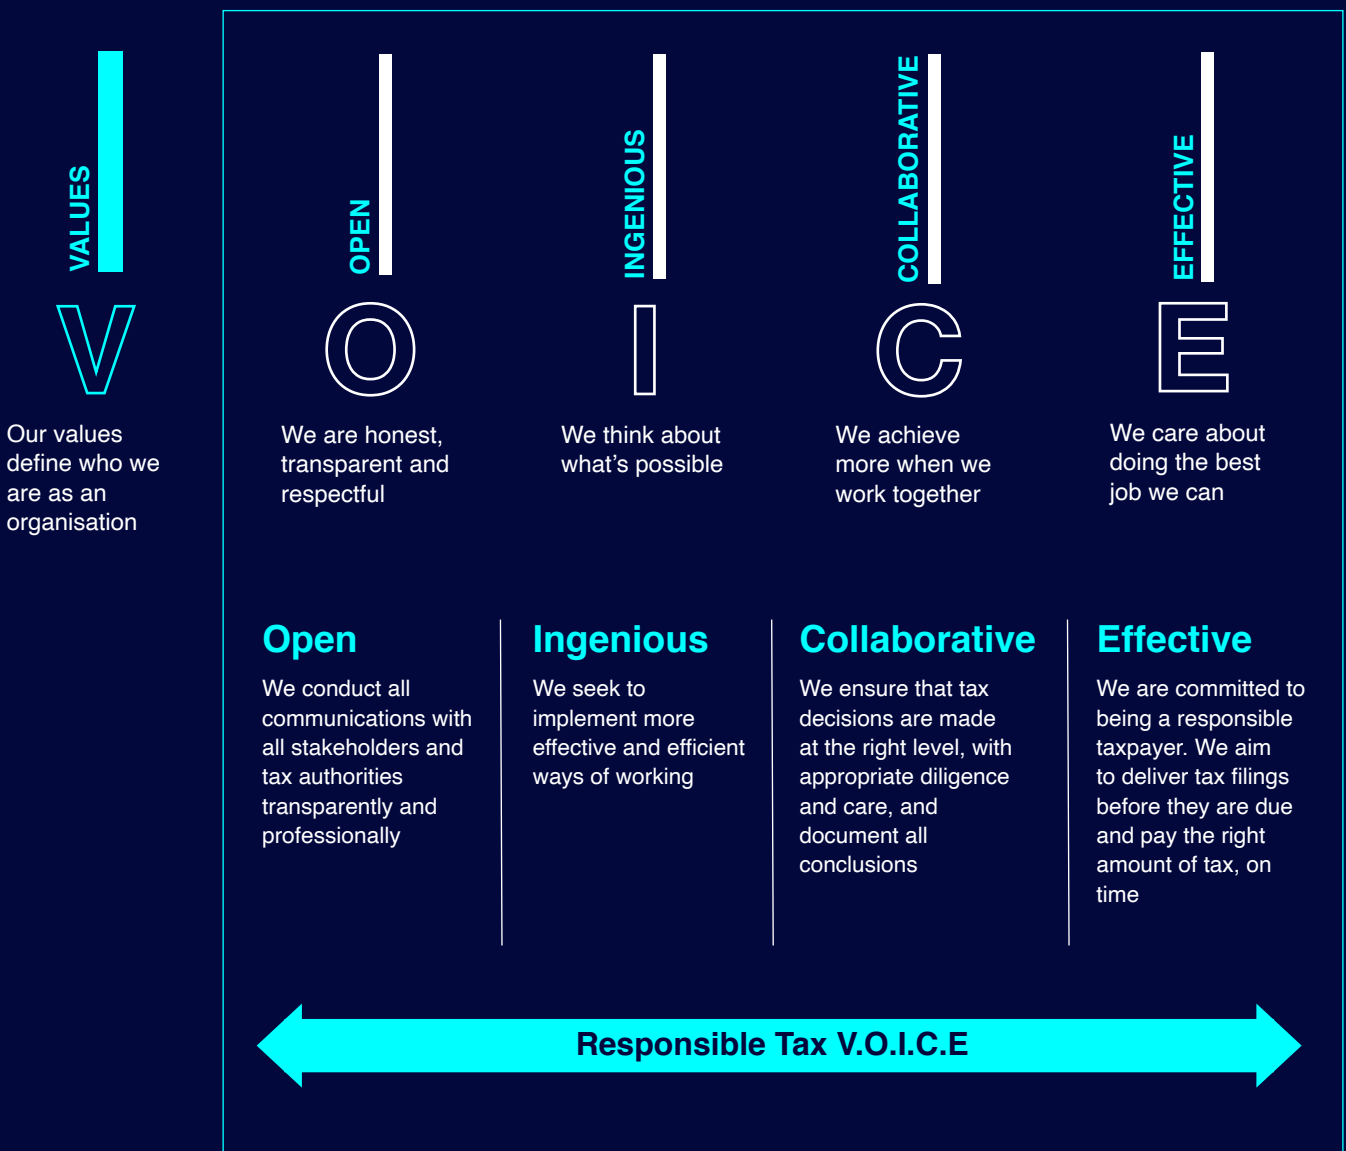 VALUES
V
Our values
define who we
are as an
organisation
OPEN
O
We are honest,
transparent and
respectful
INGENIOUS
I
We think about
what's possible
COLLABORATIVE
C
We achieve
more when we
work together
EFFECTIVE
E
We care about
doing the best
job we can
Open
We conduct all
communications with
all stakeholders and
tax authorities
transparently and
professionally
Ingenious
We seek to
implement more
effective and efficient
ways of working
Collaborative
We ensure that tax
decisions are made
at the right level, with
appropriate diligence
and care, and
document all
conclusions
Effective
We are committed to
being a responsible
taxpayer. We aim
to deliver tax filings
before they are due
and pay the right
amount of tax, on
time
Responsible Tax V.O.I.C.E